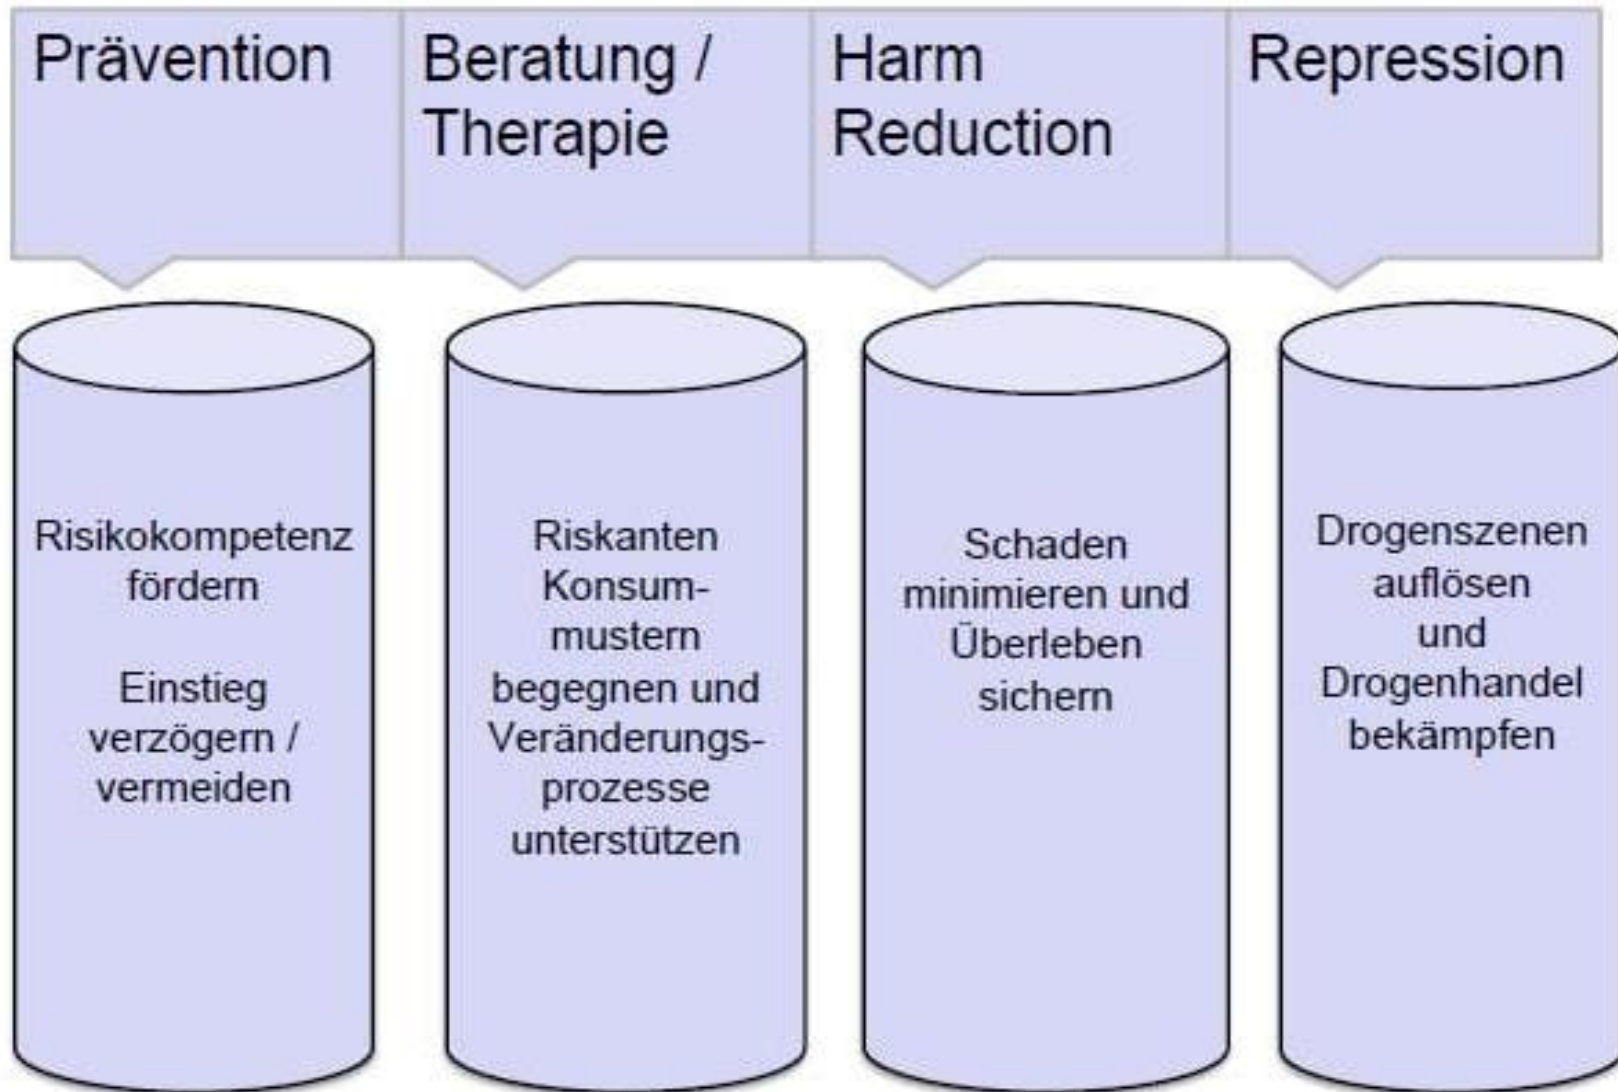 Prävention
Beratung /
Therapie
Harm
Reduction
Repression
Risikokompetenz
fördern
Einstieg
verzögern /
vermeiden
Riskanten
Konsum-
mustern
begegnen und
Veränderungs-
prozesse
unterstützen
Schaden
minimieren und
Überleben
sichern
Drogenszenen
auflösen
und
Drogenhandel
bekämpfen